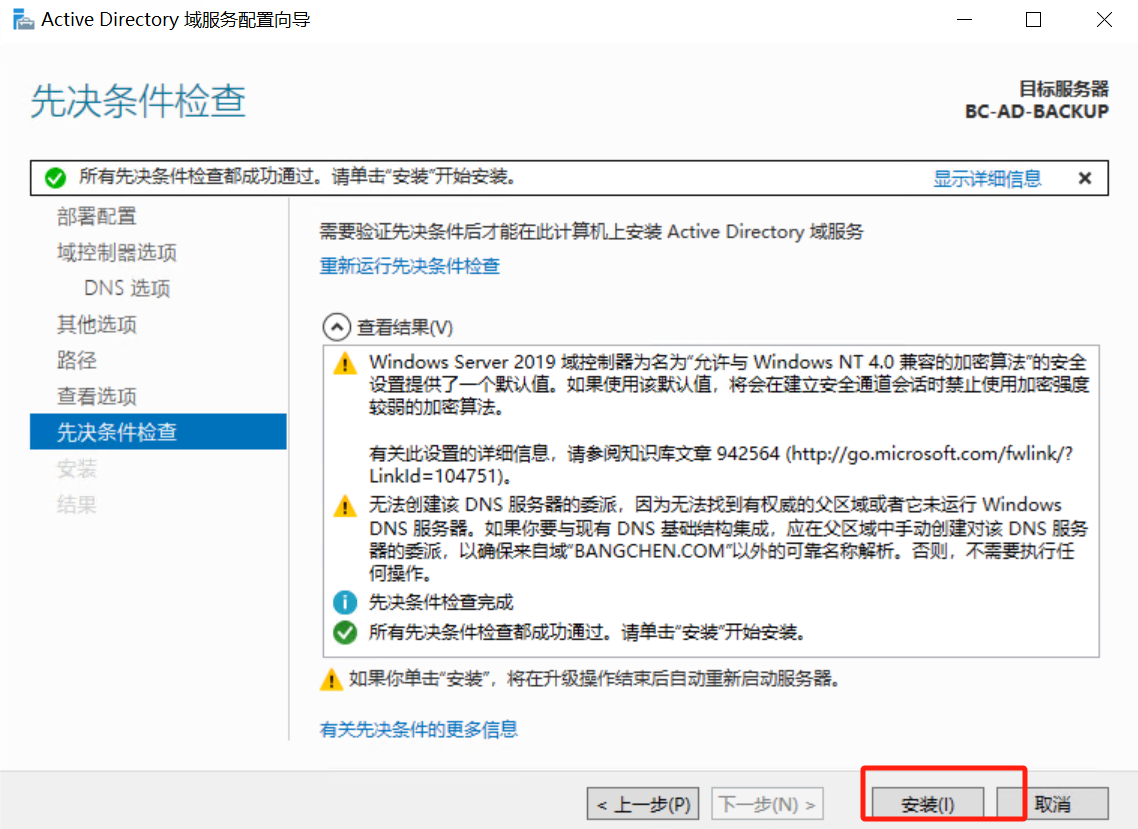 Active Directory 域服务配置向导
先决条件检查
目标服务器
BC-AD-BACKUP
所有先决条件检查都成功通过。请单击“安装”开始安装。
显示详细信息
部署配置
域控制器选项
DNS 选项
其他选项
路径
查看选项
先决条件检查
安装
结果
需要验证先决条件后才能在此计算机上安装 Active Directory 域服务
重新运行先决条件检查
查看结果(V)
Windows Server 2019 域控制器为名为“允许与 Windows NT 4.0 兼容的加密算法”的安全
设置提供了一个默认值。如果使用该默认值，将会在建立安全通道会话时禁止使用加密强度
较弱的加密算法。
有关此设置的详细信息，请参阅知识库文章 942564 (http://go.microsoft.com/fwlink/?
LinkId=104751)。
无法创建该 DNS 服务器的委派，因为无法找到有权威的父区域或者它未运行 Windows
DNS 服务器。如果你要与现有 DNS 基础结构集成，应在父区域中手动创建对该 DNS 服务
器的委派，以确保来自域“BANGCHEN.COM”以外的可靠名称解析。否则，不需要执行任
何操作。
先决条件检查完成
所有先决条件检查都成功通过。请单击“安装”开始安装。
如果你单击“安装”，将在升级操作结束后自动重新启动服务器。
有关先决条件的更多信息
< 上一步(P)
下一步(N) >
安装(I)
取消